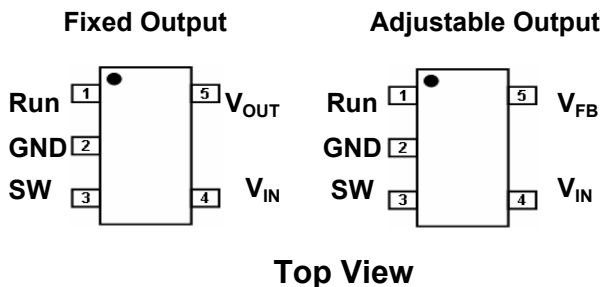 Fixed Output
Adjustable Output
Run 1 5 VOUT
GND 2
SW 3 4 VIN
Run 1 5 VFB
GND 2
SW 3 4 VIN
Top View